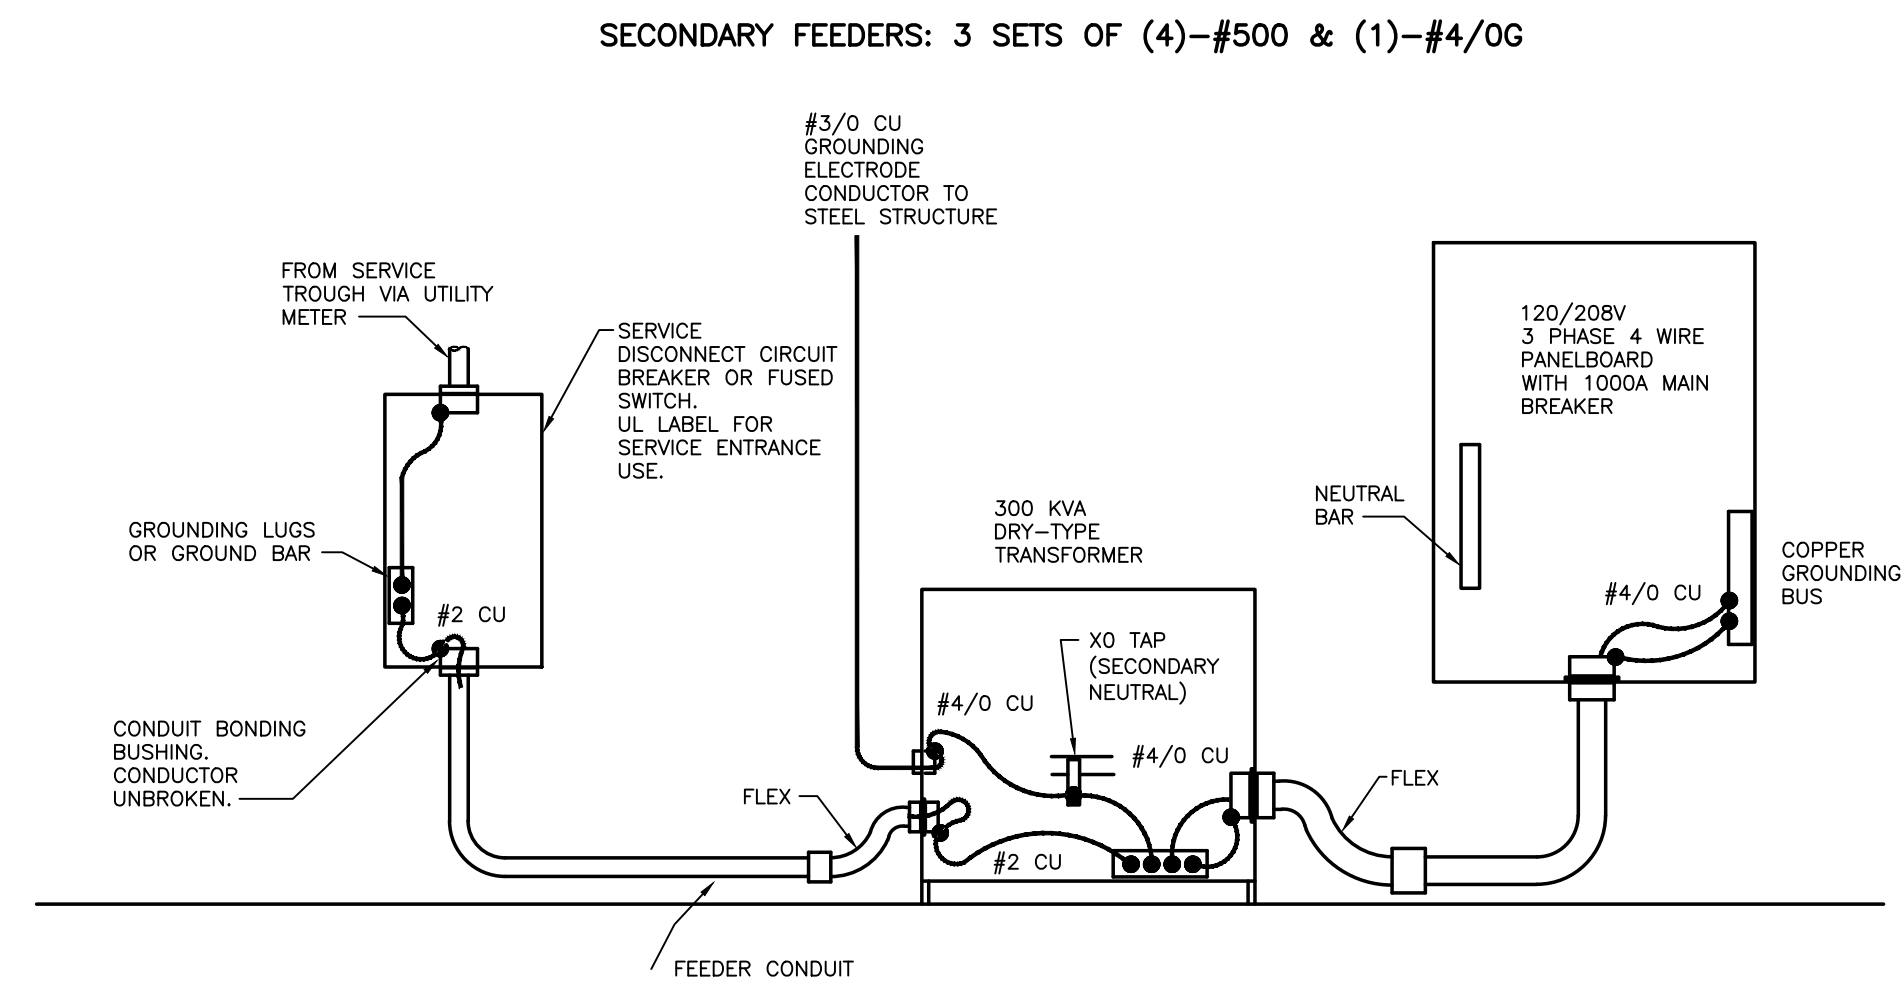 SECONDARY FEEDERS: 3 SETS OF (4)-#500 & (1)-#4/0G
#3/0 CU
GROUNDING
ELECTRODE
CONDUCTOR TO
STEEL STRUCTURE
FROM SERVICE
TROUGH VIA UTILITY
METER
SERVICE
DISCONNECT CIRCUIT
BREAKER OR FUSED
SWITCH.
UL LABEL FOR
SERVICE ENTRANCE
USE.
120/208V
3 PHASE 4 WIRE
PANELBOARD
WITH 1000A MAIN
BREAKER
NEUTRAL
BAR
300 KVA
DRY-TYPE
TRANSFORMER
GROUNDING LUGS
OR GROUND BAR
COPPER
GROUNDING
BUS
#4/0 CU
#2 CU
X0 TAP
(SECONDARY
NEUTRAL)
#4/0 CU
#4/0 CU
CONDUIT BONDING
BUSHING.
CONDUCTOR
UNBROKEN.
FLEX
FLEX
#2 CU
FEEDER CONDUIT